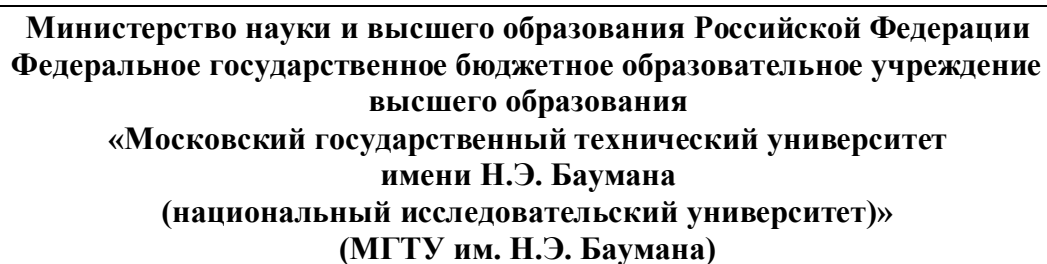 Министерство науки и высшего образования Российской Федерации
Федеральное государственное бюджетное образовательное учреждение
высшего образования
«Московский государственный технический университет
имени Н.Э. Баумана
(национальный исследовательский университет)»
(МГТУ им. Н.Э. Баумана)